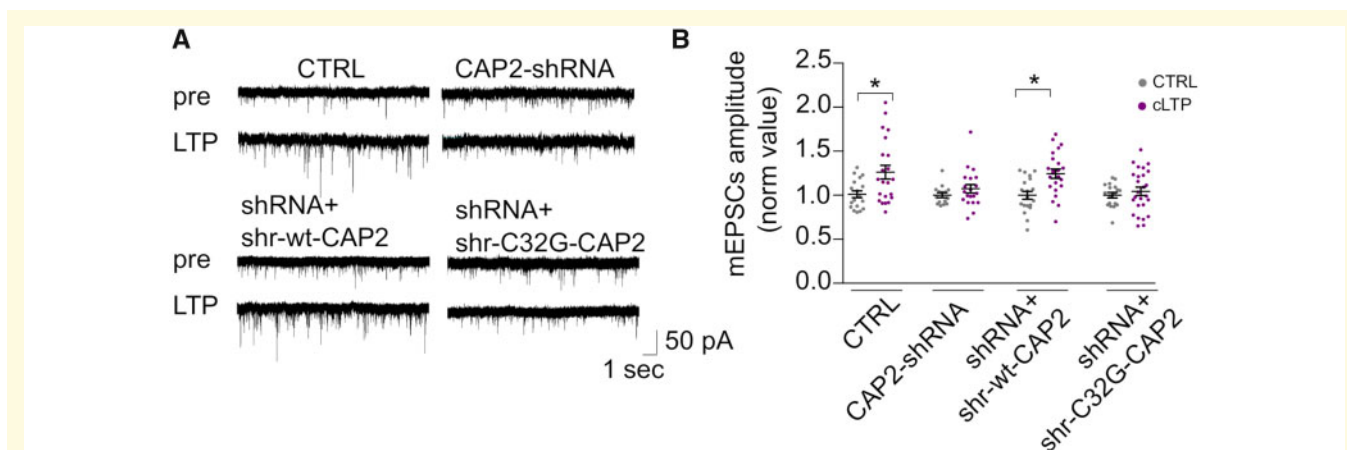 A
CTRL
CAP2-shRNA
pre
LTP
shRNA+
shr-wt-CAP2
shRNA+
shr-C32G-CAP2
pre
LTP
50 pA
1 sec
B
mEPSCs amplitude
(norm value)
2.5
2.0
1.5
1.0
0.5
0.0
*
*
CTRL
cLTP
CTRL
CAP2-shRNA
shRNA+
shr-wt-CAP2
shRNA+
shr-C32G-CAP2